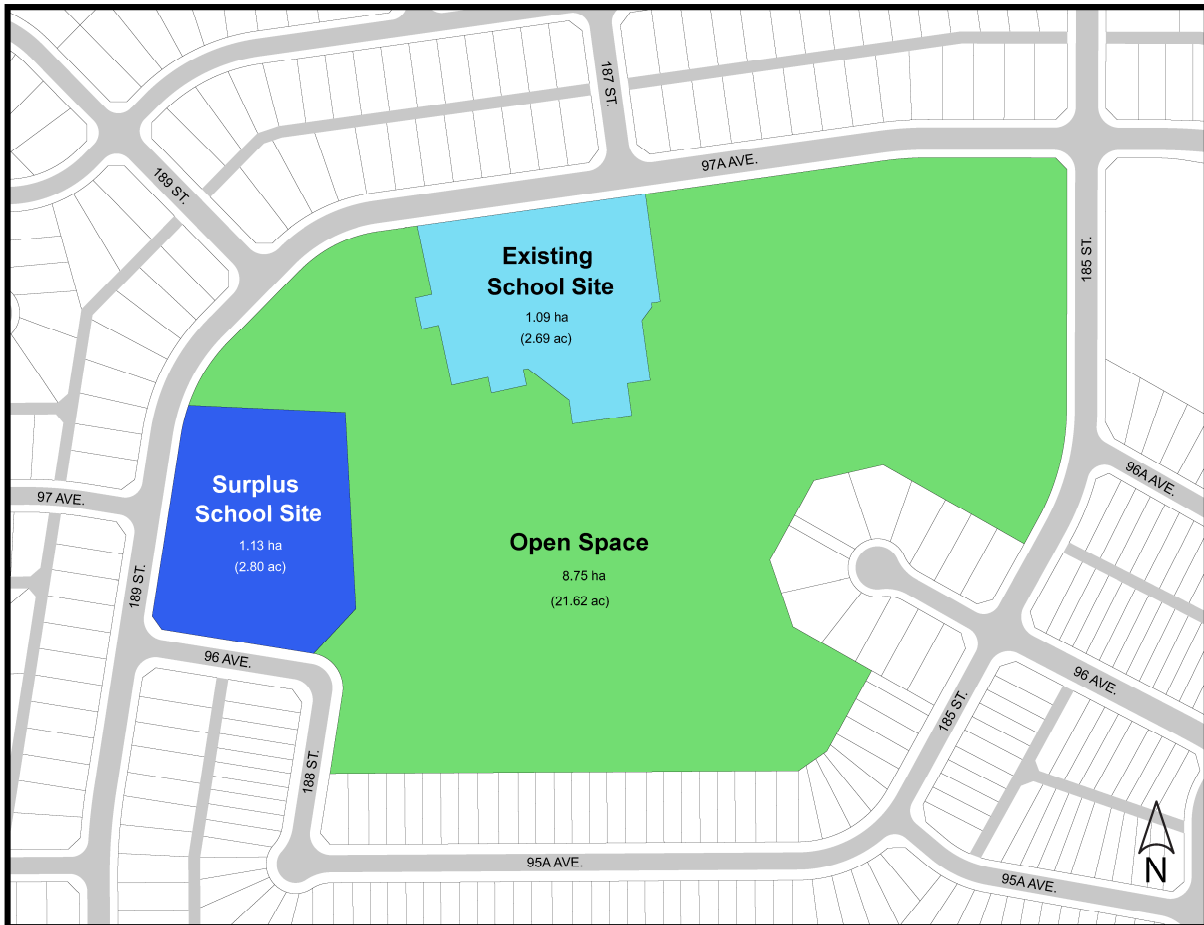 187 ST.
97A AVE.
189 ST.
185 ST.
Existing
School Site
1.09 ha
(2.69 ac)
96A AVE.
97 AVE.
Surplus
School Site
1.13 ha
(2.80 ac)
Open Space
8.75 ha
(21.62 ac)
189 ST.
96 AVE.
96 AVE.
185 ST.
188 ST.
95A AVE.
95A AVE.
N